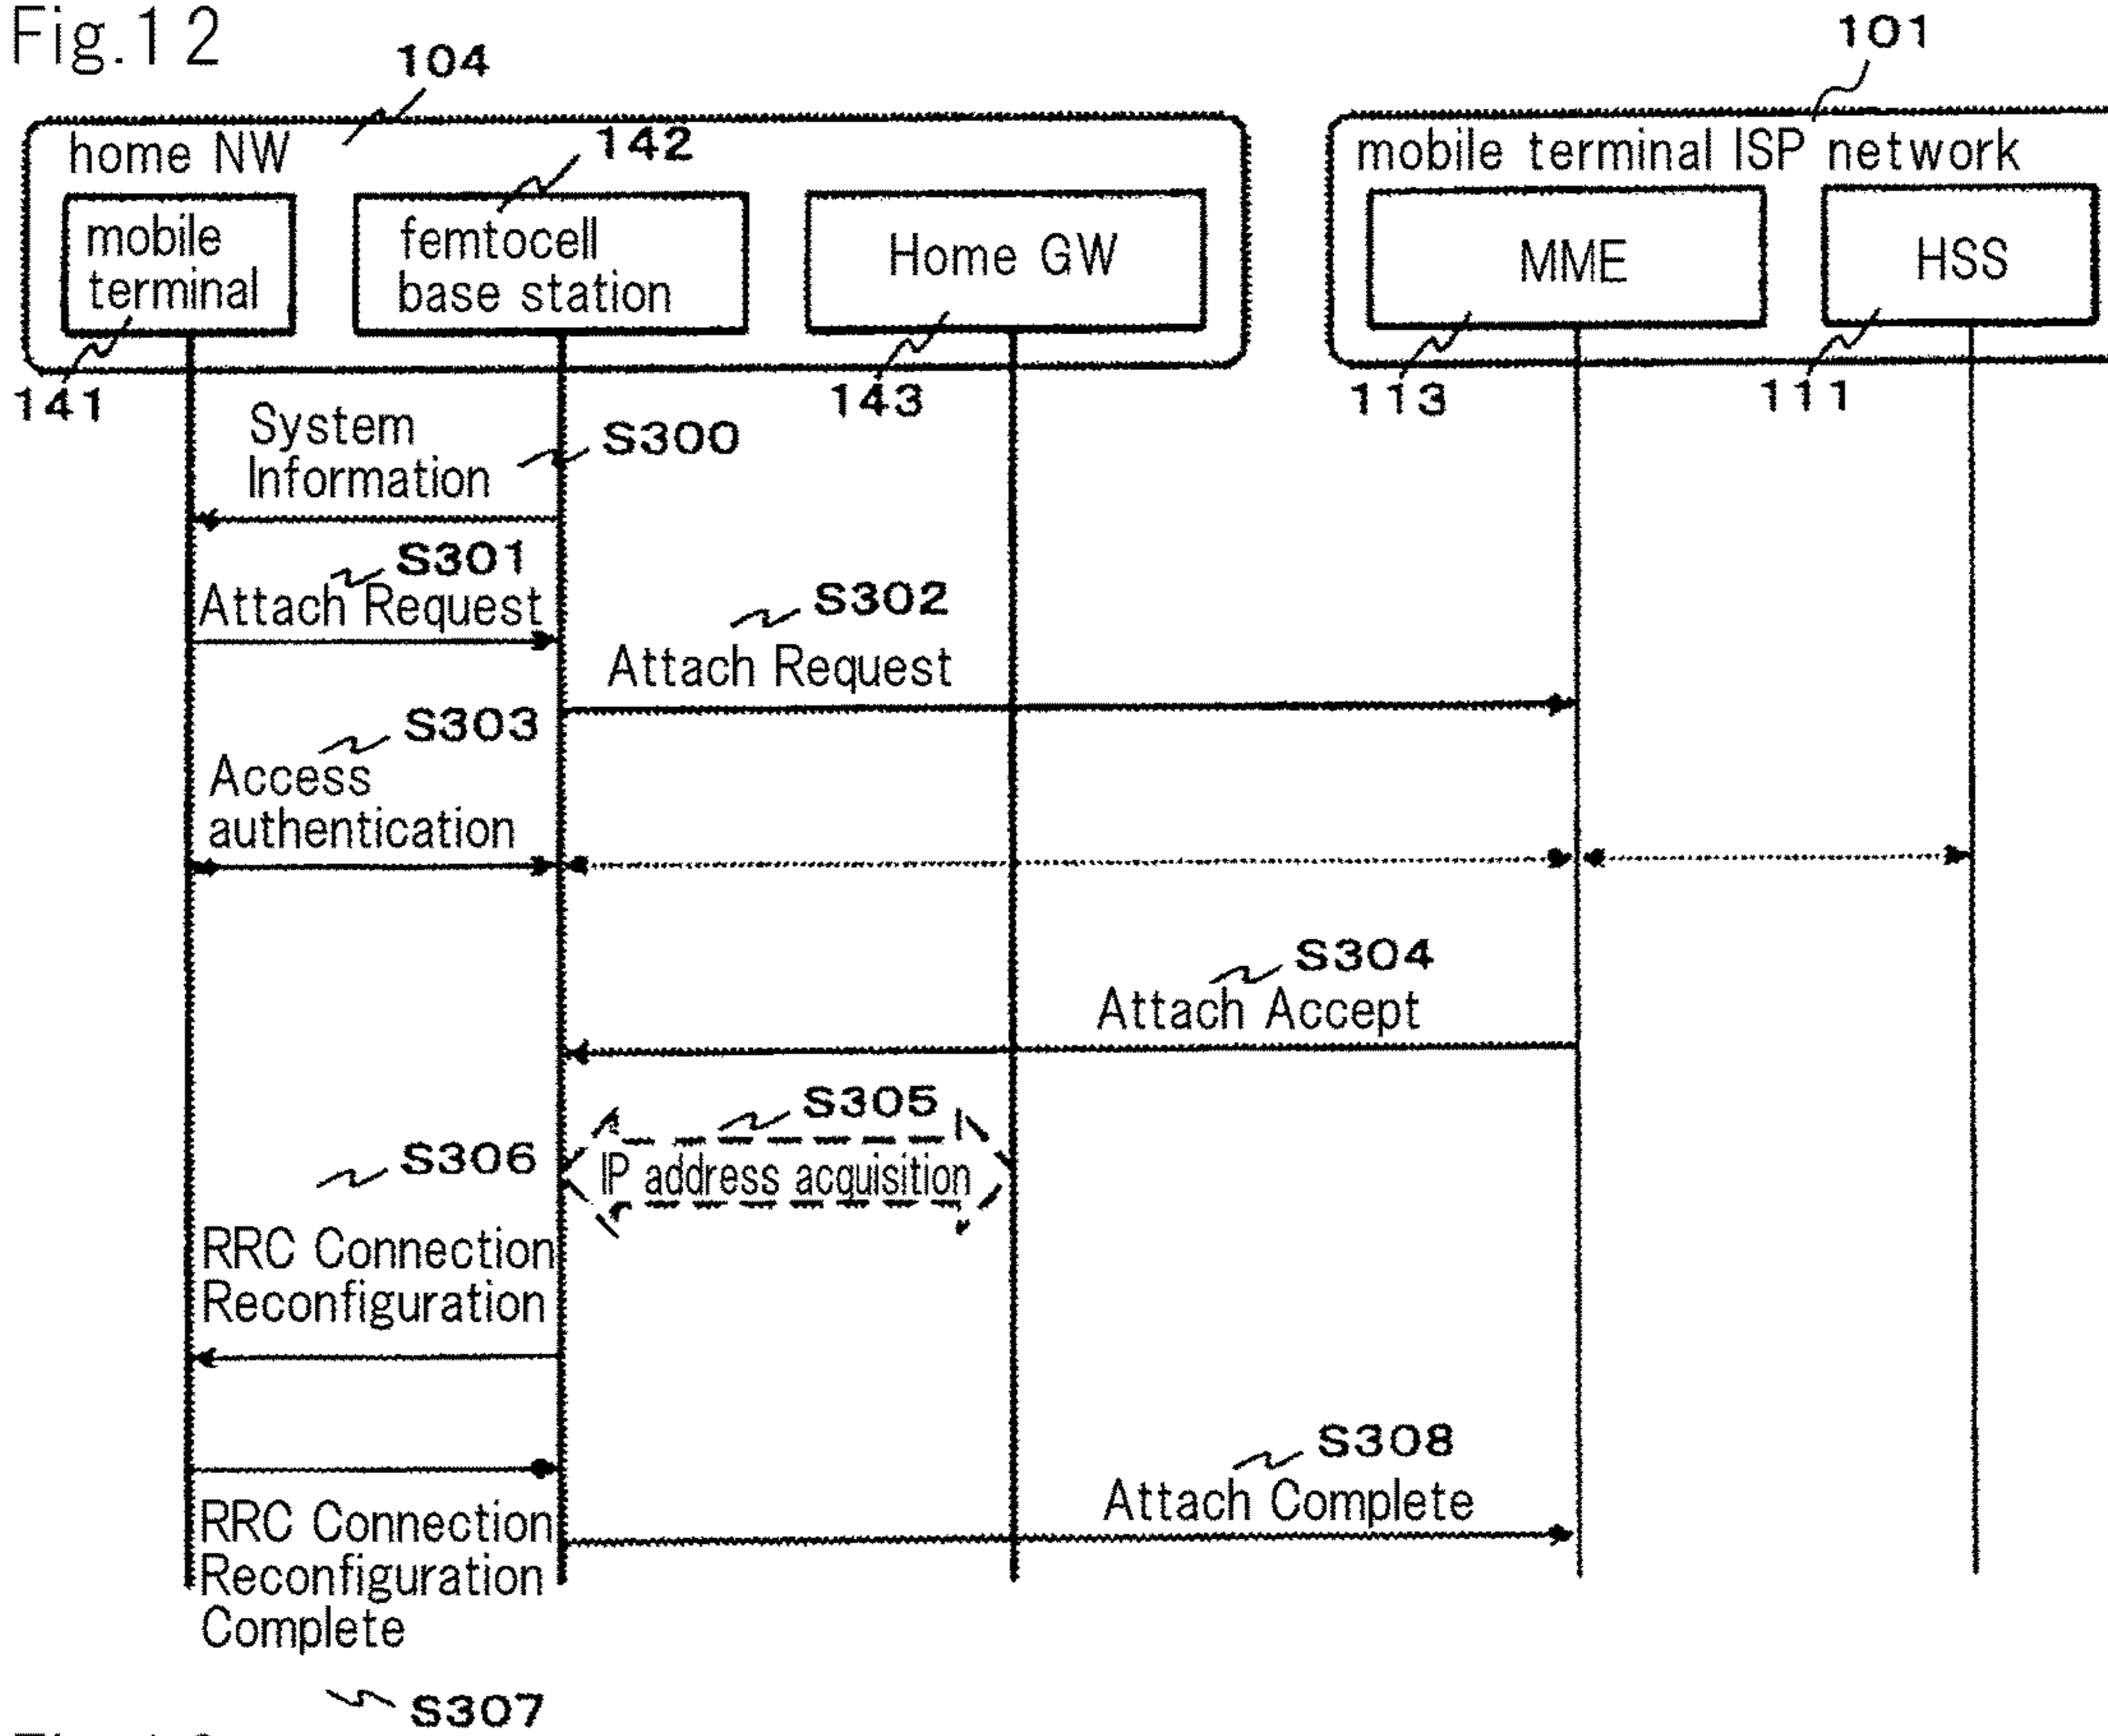 Fig.12
104
101
home NW
142
mobile terminal ISP network
mobile
terminal
femtocell
base station
Home GW
MME
HSS
141
143
113
111
System
Information
S300
S301
Attach Request
S302
Attach Request
S303
Access
authentication
S304
Attach Accept
S305
IP address acquisition
S306
RRC Connection
Reconfiguration
S308
Attach Complete
RRC Connection
Reconfiguration
Complete
S307